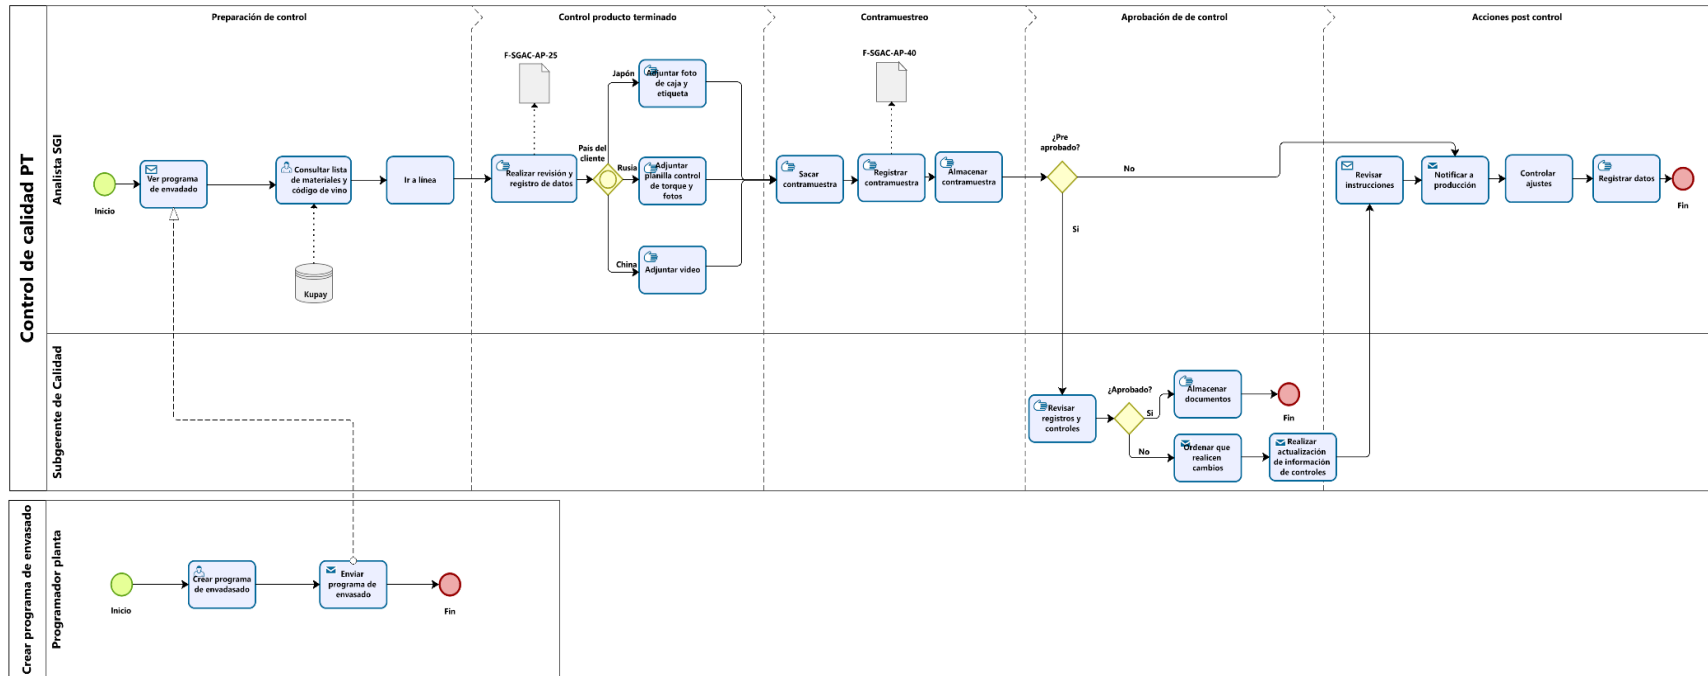 Preparación de control
Control producto terminado
Contramuestreo
Aprobación de de control
Acciones post control
Control de calidad PT
Analista SGI
Inicio
Ver programa
de envadado
Consultar lista
de materiales y
código de vino
Kupay
Ir a línea
F-SGAC-AP-25
Realizar revisión y
registro de datos
País del
cliente
Japón
Adjuntar foto
de caja y
etiqueta
Rusia
Adjuntar
planilla control
de torque y
fotos
China
Adjuntar video
Sacar
contramuestra
F-SGAC-AP-40
Registrar
contramuestra
Almacenar
contramuestra
¿Pre
aprobado?
No
Si
Revisar
instrucciones
Notificar a
producción
Controlar
ajustes
Registrar datos
Fin
Subgerente de Calidad
Revisar
registros y
controles
¿Aprobado?
Si
Almacenar
documentos
Fin
No
Ordenar que
realicen
cambios
Realizar
actualización
de información
de controles
Crear programa de envasado
Programador planta
Inicio
Crear programa
de envadasado
Enviar
programa de
envasado
Fin